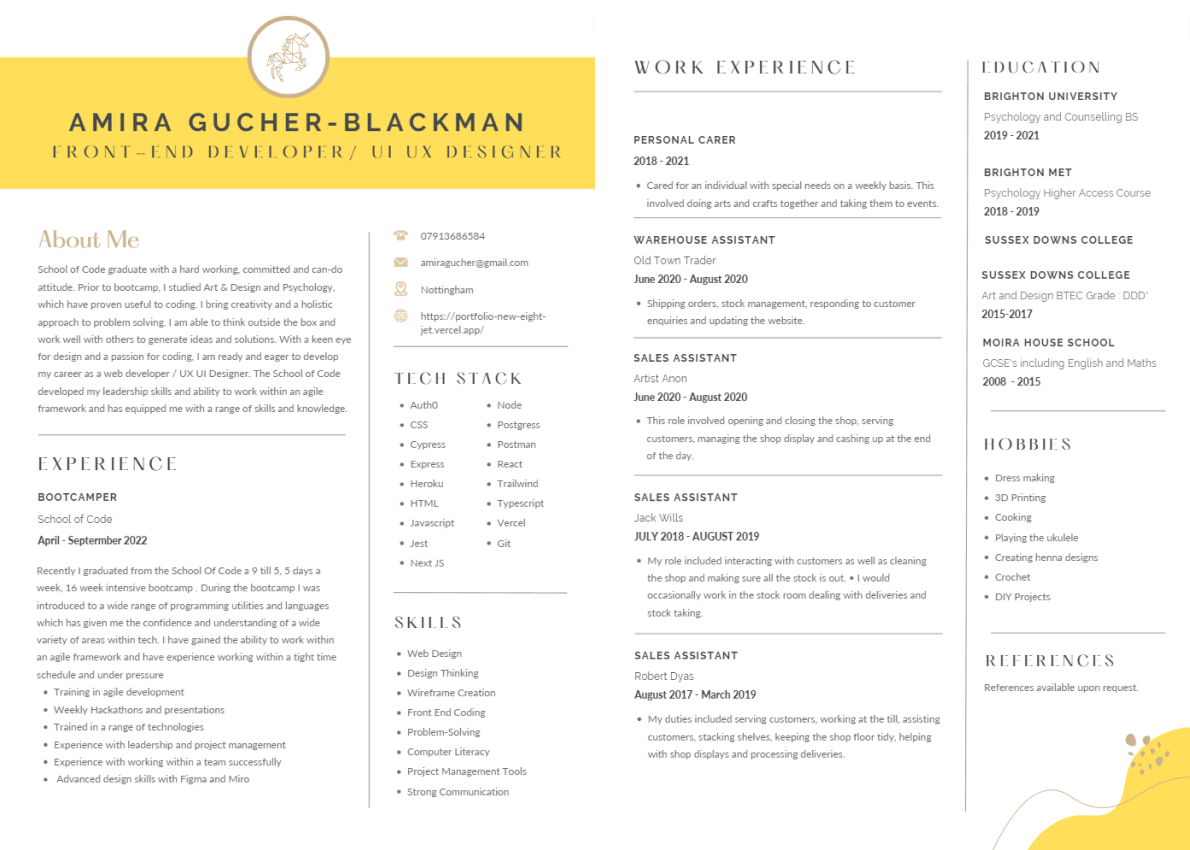 AMIRA GUCHER-BLACKMAN
FRONT-END DEVELOPER/ UI UX DESIGNER
About Me
School of Code graduate with a hard working, committed and can-do
attitude. Prior to bootcamp, I studied Art & Design and Psychology,
which have proven useful to coding. I bring creativity and a holistic
approach to problem solving. I am able to think outside the box and
work well with others to generate ideas and solutions. With a keen eye
for design and a passion for coding, I am ready and eager to develop
my career as a web developer / UX UI Designer. The School of Code
developed my leadership skills and ability to work within an agile
framework and has equipped me with a range of skills and knowledge.
EXPERIENCE
BOOTCAMPER
School of Code
April - Septermber 2022
Recently I graduated from the School Of Code a 9 till 5, 5 days a
week, 16 week intensive bootcamp . During the bootcamp I was
introduced to a wide range of programming utilities and languages
which has given me the confidence and understanding of a wide
variety of areas within tech. I have gained the ability to work within
an agile framework and have experience working within a tight time
schedule and under pressure
• Training in agile development
• Weekly Hackathons and presentations
• Trained in a range of technologies
• Experience with leadership and project management
• Experience with working within a team successfully
• Advanced design skills with Figma and Miro
07913686584
amiragucher@gmail.com
Nottingham
https://portfolio-new-eight-
jet.vercel.app/
TECH STACK
• Auth0
• CSS
• Cypress
• Express
• Heroku
• HTML
• Javascript
• Jest
• Next JS
• Node
• Postgress
• Postman
• React
• Trailwind
• Typescript
• Vercel
• Git
SKILLS
• Web Design
• Design Thinking
• Wireframe Creation
• Front End Coding
• Problem-Solving
• Computer Literacy
• Project Management Tools
• Strong Communication
WORK EXPERIENCE
PERSONAL CARER
2018 - 2021
• Cared for an individual with special needs on a weekly basis. This
involved doing arts and crafts together and taking them to events.
WAREHOUSE ASSISTANT
Old Town Trader
June 2020 - August 2020
• Shipping orders, stock management, responding to customer
enquiries and updating the website.
SALES ASSISTANT
Artist Anon
June 2020 - August 2020
• This role involved opening and closing the shop, serving
customers, managing the shop display and cashing up at the end
of the day.
SALES ASSISTANT
Jack Wills
JULY 2018 - AUGUST 2019
• My role included interacting with customers as well as cleaning
the shop and making sure all the stock is out. • I would
occasionally work in the stock room dealing with deliveries and
stock taking.
SALES ASSISTANT
Robert Dyas
August 2017 - March 2019
• My duties included serving customers, working at the till, assisting
customers, stacking shelves, keeping the shop floor tidy, helping
with shop displays and processing deliveries.
EDUCATION
BRIGHTON UNIVERSITY
Psychology and Counselling BS
2019 - 2021
BRIGHTON MET
Psychology Higher Access Course
2018 - 2019
SUSSEX DOWNS COLLEGE
SUSSEX DOWNS COLLEGE
Art and Design BTEC Grade : DDD*
2015-2017
MOIRA HOUSE SCHOOL
GCSE's including English and Maths
2008 - 2015
HOBBIES
• Dress making
• 3D Printing
• Cooking
• Playing the ukulele
• Creating henna designs
• Crochet
• DIY Projects
REFERENCES
References available upon request.